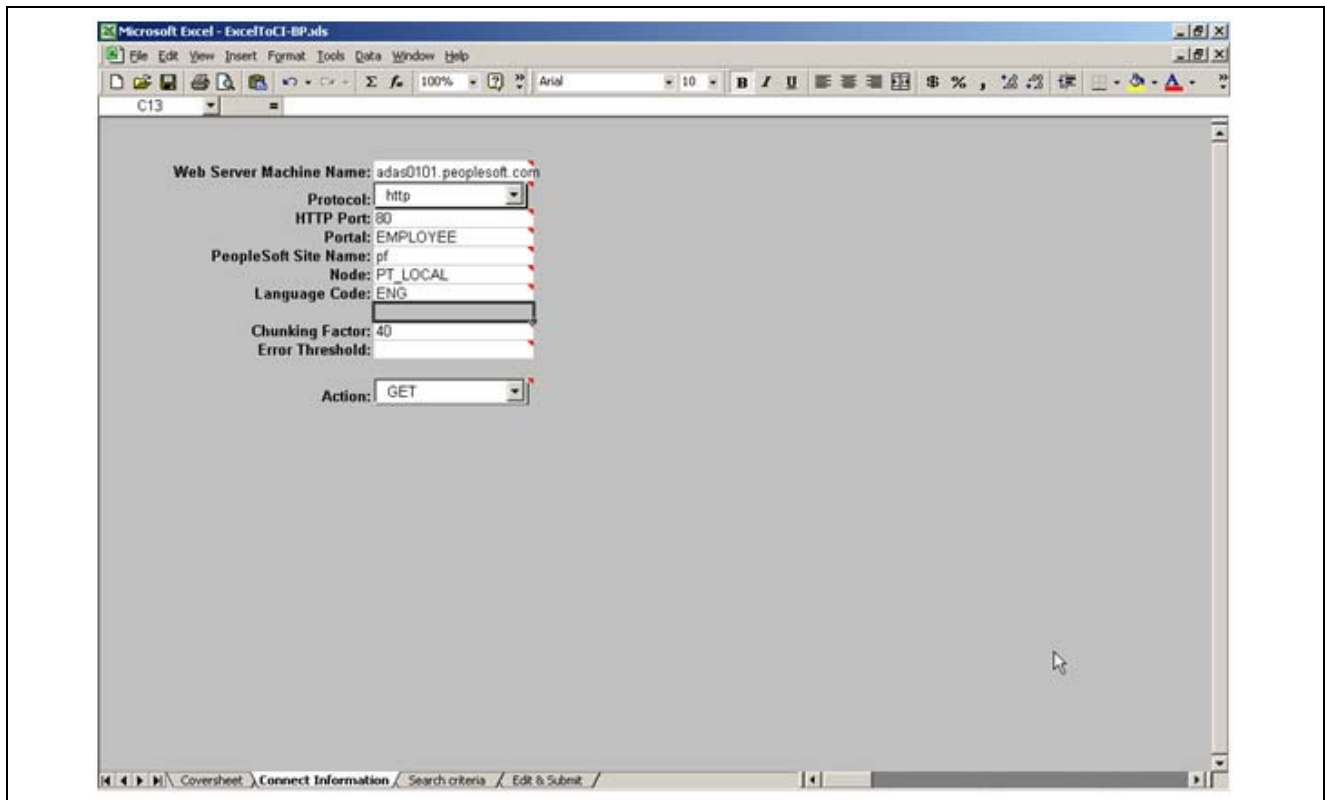 Microsoft Excel - ExcelToCI-BP.xls
File Edit View Insert Format Tools Data Window Help
100% Arial 10 B I U $ % ,
C13 =
Web Server Machine Name: adas0101.peoplesoft.com
Protocol: http
HTTP Port: 80
Portal: EMPLOYEE
PeopleSoft Site Name: pf
Node: PT_LOCAL
Language Code: ENG
Chunking Factor: 40
Error Threshold:
Action: GET
Coversheet Connect Information Search criteria Edit & Submit